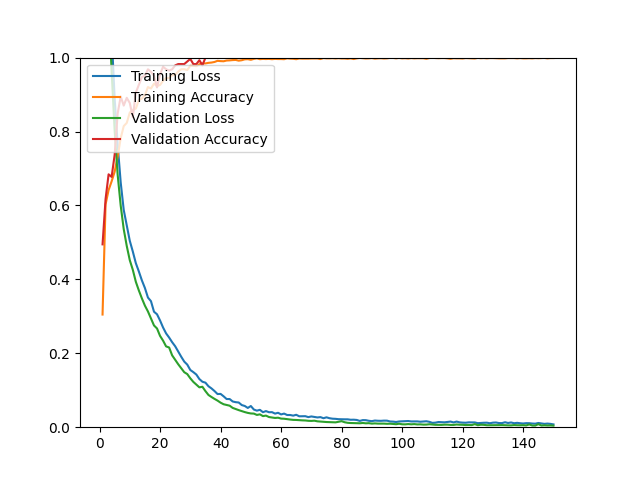 1.0
0.8
0.6
0.4
0.2
0.0
Training Loss
Training Accuracy
Validation Loss
Validation Accuracy
0 20 40 60 80 100 120 140